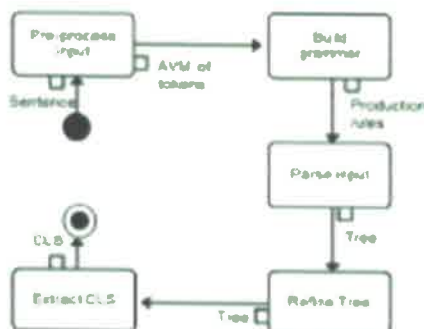 Pre-process
input
Build
grammar
Sentence
AVM of
tokens
Production
rules
Parse input
Tree
CLS
Extract CLS
Tree
Refine Tree